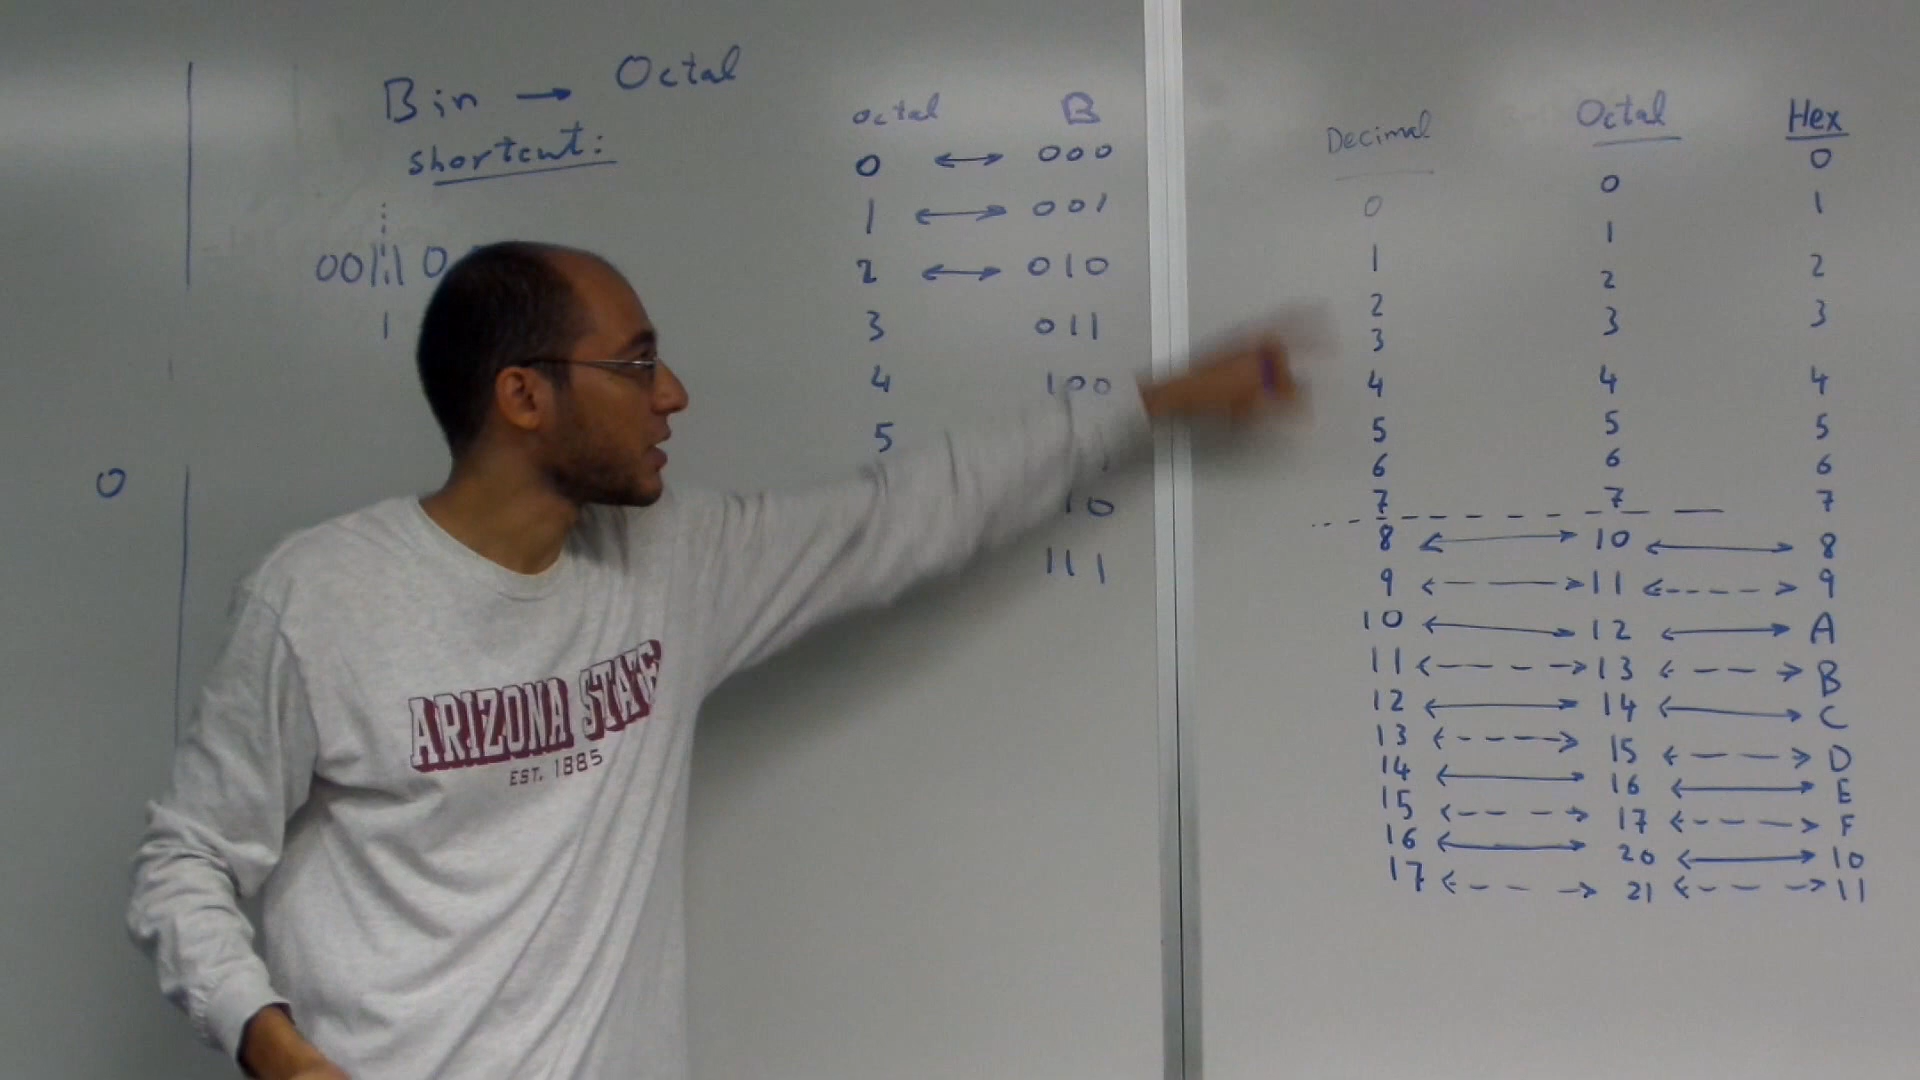 Bin → Octal
shortcut:
0011110
1
0
octal B
0 ↔ 000
1 ↔ 001
2 ↔ 010
3 011
4 100
5
10
111
Decimal Octal Hex
0 0 0
1 1 1
2 2 2
3 3 3
4 4 4
5 5 5
6 6 6
7 7 7
8 ↔ 10 ↔ 8
9 ↔ 11 ↔ 9
10 ↔ 12 ↔ A
11 ↔ 13 ↔ B
12 ↔ 14 ↔ C
13 ↔ 15 ↔ D
14 ↔ 16 ↔ E
15 ↔ 17 ↔ F
16 ↔ 20 ↔ 10
17 ↔ 21 ↔ 11
ARIZONA STATE
EST. 1885